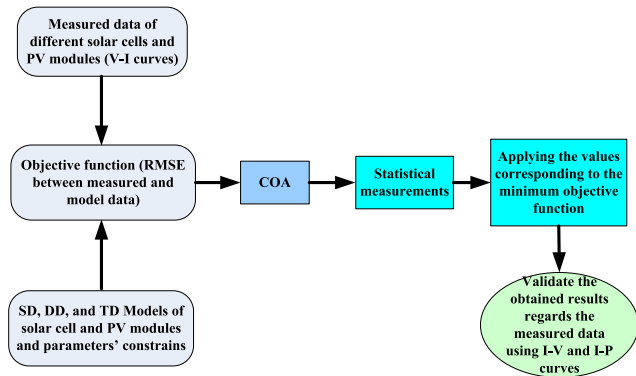 Measured data of
different solar cells and
PV modules (V-I curves)
Objective function (RMSE
between measured and
model data)
COA
Statistical
measurements
Applying the values
corresponding to the
minimum objective
function
SD, DD, and TD Models of
solar cell and PV modules
and parameters’ constrains
Validate the
obtained results
regards the
measured data
using I-V and I-P
curves